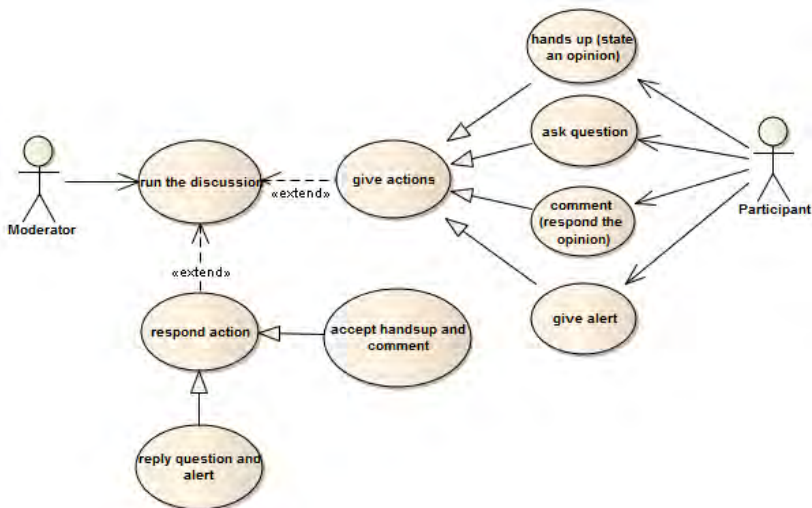 hands up (state
an opinion)
ask question
run the discussion
give actions
«extend»
Moderator
comment
(respond the
opinion)
Participant
«extend»
give alert
respond action
accept handsup and
comment
reply question and
alert